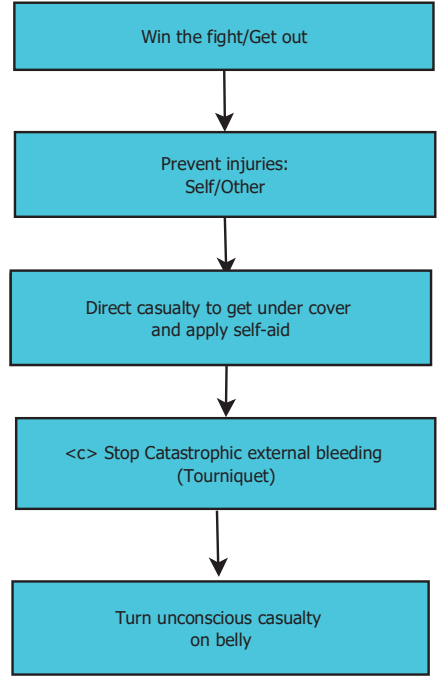 Win the fight/Get out
Prevent injuries:
Self/Other
Direct casualty to get under cover
and apply self-aid
<c> Stop Catastrophic external bleeding
(Tourniquet)
Turn unconscious casualty
on belly